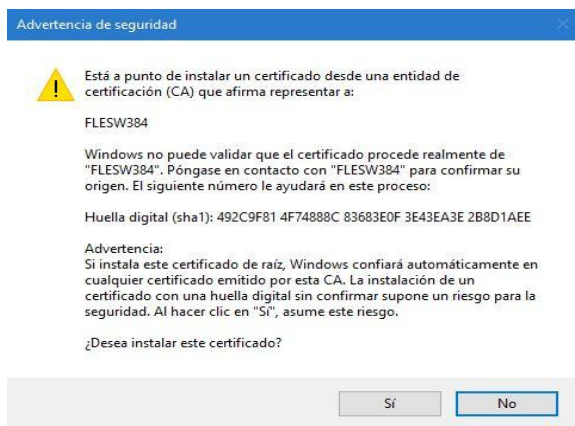 Advertencia de seguridad
Está a punto de instalar un certificado desde una entidad de
certificación (CA) que afirma representar a:
FLESW384
Windows no puede validar que el certificado procede realmente de
"FLESW384". Póngase en contacto con "FLESW384" para confirmar su
origen. El siguiente número le ayudará en este proceso:
Huella digital (sha1): 492C9F81 4F74888C 83683E0F 3E43EA3E 2B8D1AEE
Advertencia:
Si instala este certificado de raíz, Windows confiará automáticamente en
cualquier certificado emitido por esta CA. La instalación de un
certificado con una huella digital sin confirmar supone un riesgo para la
seguridad. Al hacer clic en "Sí", asume este riesgo.
¿Desea instalar este certificado?
Sí No